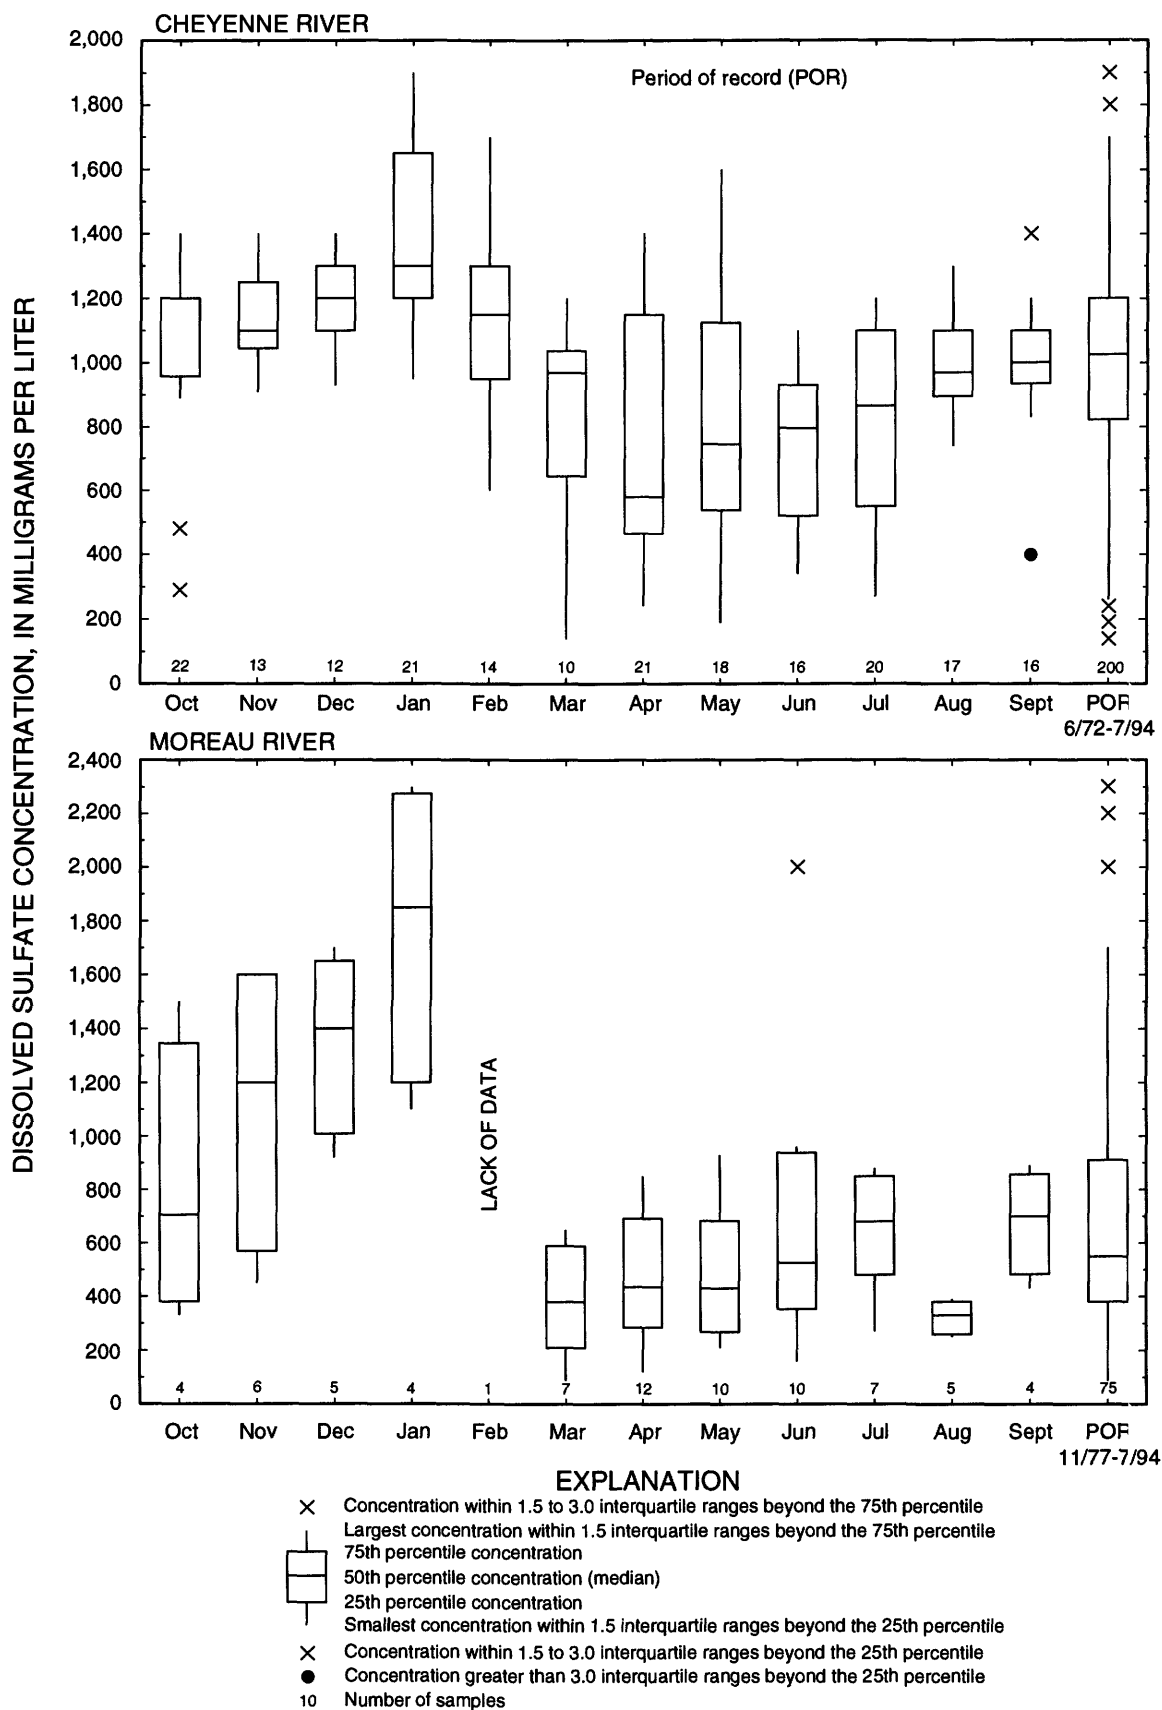 CHEYENNE RIVER
Period of record (POR)
2,000
1,800
1,600
1,400
1,200
1,000
800
600
400
200
0
22 13 12 21 14 10 21 18 16 20 17 16 200
Oct Nov Dec Jan Feb Mar Apr May Jun Jul Aug Sept POR
6/72-7/94
DISSOLVED SULFATE CONCENTRATION, IN MILLIGRAMS PER LITER
MOREAU RIVER
2,400
2,200
2,000
1,800
1,600
1,400
1,200
1,000
800
600
400
200
0
LACK OF DATA
4 6 5 4 1 7 12 10 10 7 5 4 75
Oct Nov Dec Jan Feb Mar Apr May Jun Jul Aug Sept POR
11/77-7/94
EXPLANATION
Concentration within 1.5 to 3.0 interquartile ranges beyond the 75th percentile
Largest concentration within 1.5 interquartile ranges beyond the 75th percentile
75th percentile concentration
50th percentile concentration (median)
25th percentile concentration
Smallest concentration within 1.5 interquartile ranges beyond the 25th percentile
Concentration within 1.5 to 3.0 interquartile ranges beyond the 25th percentile
Concentration greater than 3.0 interquartile ranges beyond the 25th percentile
10 Number of samples